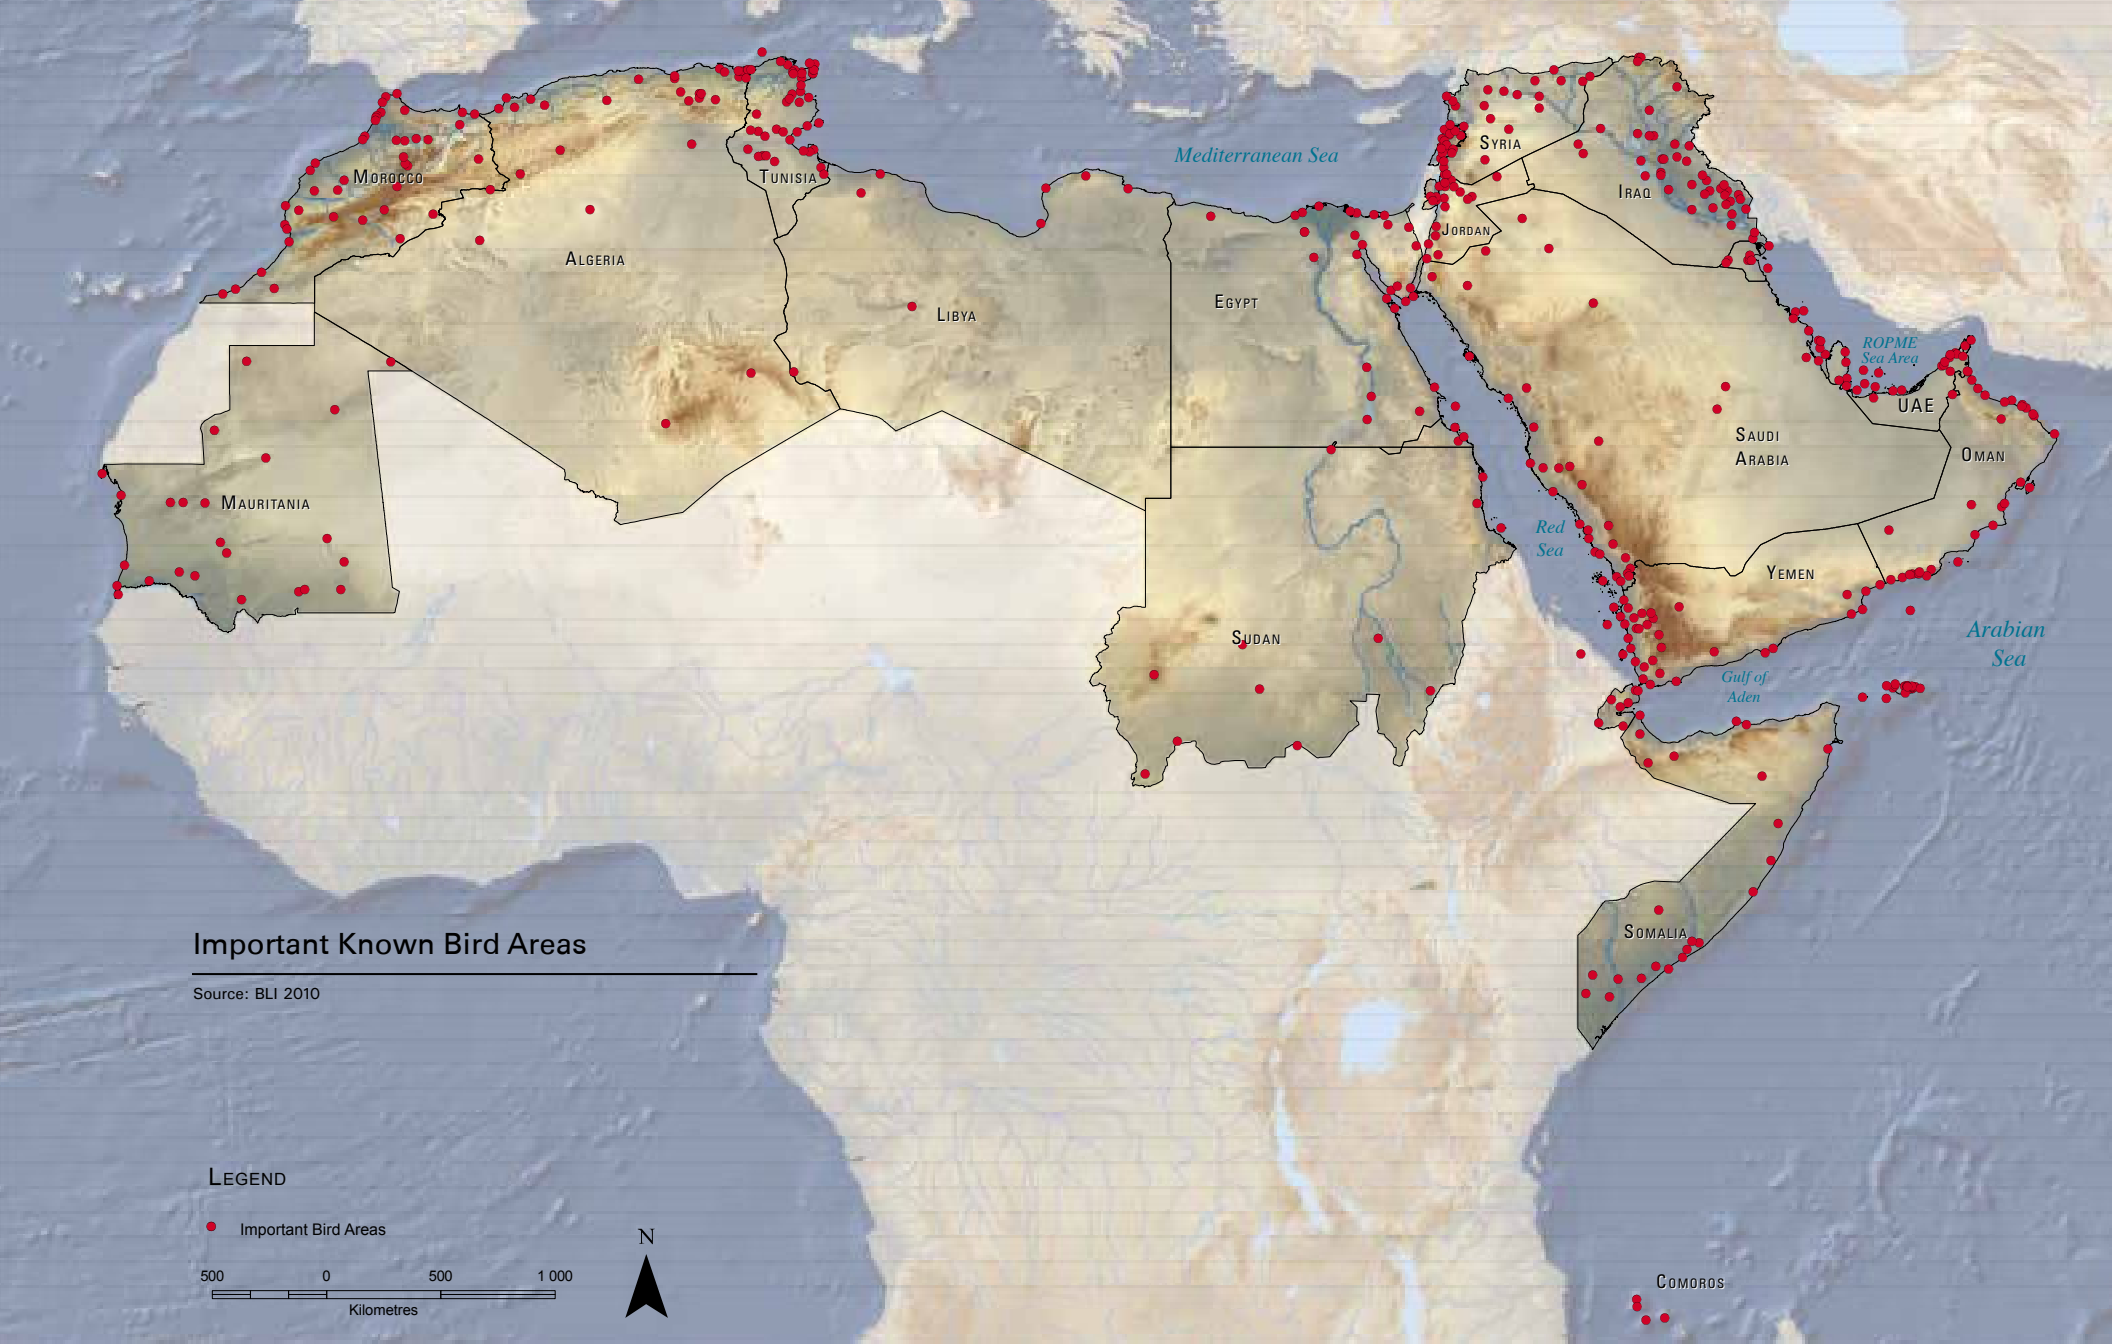 Mediterranean Sea
SYRIA
MOROCCO
TUNISIA
IRAQ
JORDAN
ALGERIA
EGYPT
LIBYA
ROPME
Sea Area
UAE
SAUDI
ARABIA
OMAN
MAURITANIA
Red
Sea
YEMEN
SUDAN
Arabian
Sea
Gulf of
Aden
SOMALIA
Important Known Bird Areas
Source: BLI 2010
LEGEND
Important Bird Areas
N
500 0 500 1 000
Kilometres
COMOROS